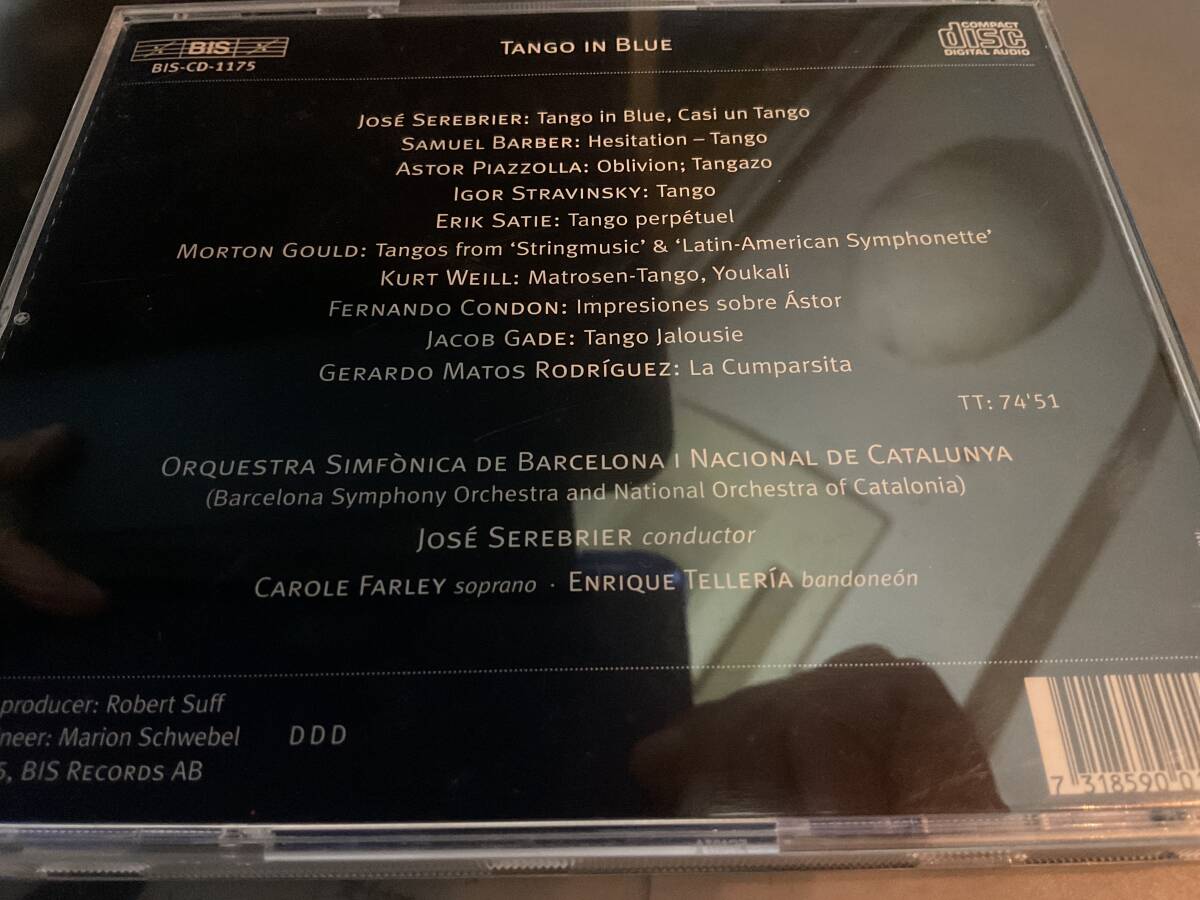 BIS
BIS-CD-1175
TANGO IN BLUE
COMPACT
disc
DIGITAL AUDIO
JOSÉ SEREBRIER: Tango in Blue, Casi un Tango
SAMUEL BARBER: Hesitation – Tango
ASTOR PIAZZOLLA: Oblivion; Tangazo
IGOR STRAVINSKY: Tango
ERIK SATIE: Tango perpétuel
MORTON GOULD: Tangos from ‘Stringmusic’ & ‘Latin-American Symphonette’
KURT WEILL: Matrosen-Tango, Youkali
FERNANDO CONDON: Impresiones sobre Ástor
JACOB GADE: Tango Jalousie
GERARDO MATOS RODRÍGUEZ: La Cumparsita
TT: 74'51
ORQUESTRA SIMFÒNICA DE BARCELONA I NACIONAL DE CATALUNYA
(Barcelona Symphony Orchestra and National Orchestra of Catalonia)
JOSÉ SEREBRIER conductor
CAROLE FARLEY soprano · ENRIQUE TELLERÍA bandoneón
producer: Robert Suff
neer: Marion Schwebel DDD
, BIS RECORDS AB
7 318590 0